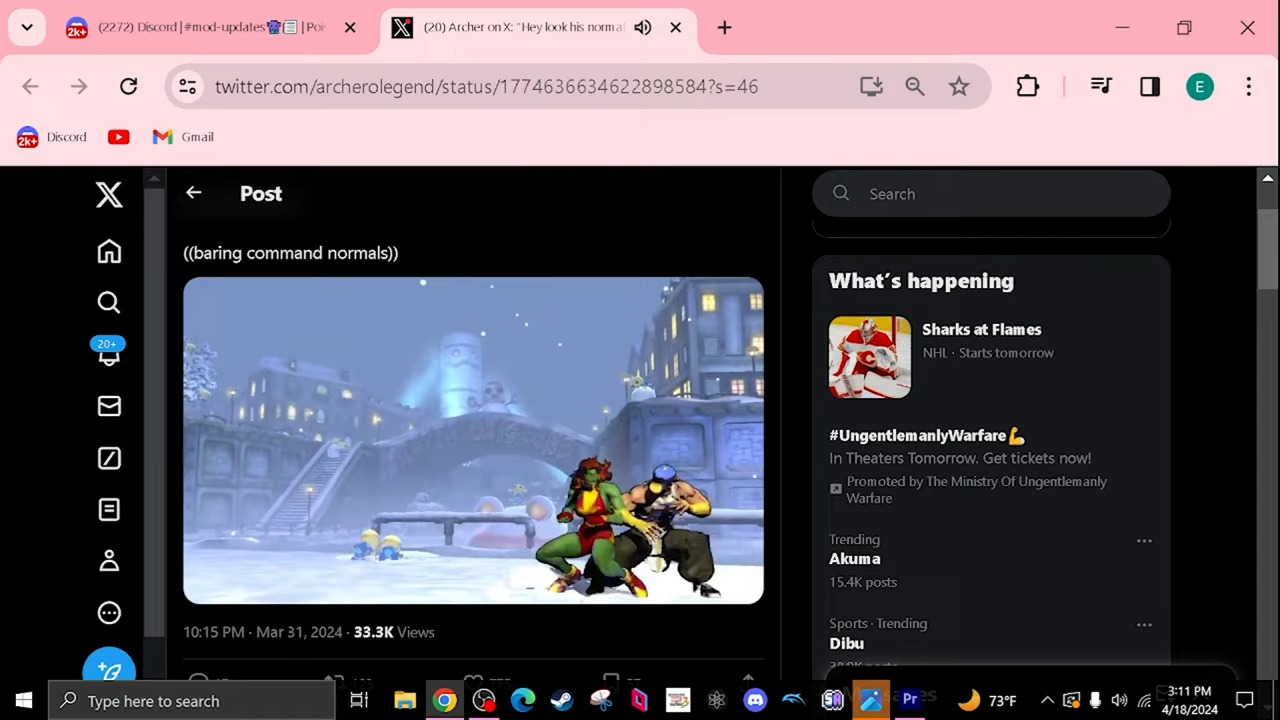 (2272) Discord | #mod-updates👾📋 | Poi
(20) Archer on X: "Hey look his norma
twitter.com/archerolegend/status/1774636634622898584?s=46
E
2k+
Discord
Gmail
Post
Search
((baring command normals))
What's happening
Sharks at Flames
NHL · Starts tomorrow
20+
#UngentlemanlyWarfare💪
In Theaters Tomorrow. Get tickets now!
Promoted by The Ministry Of Ungentlemanly
Warfare
Trending
Akuma
15.4K posts
Sports · Trending
Dibu
10:15 PM · Mar 31, 2024 · 33.3K Views
Type here to search
Pr
73°F
3:11 PM
4/18/2024